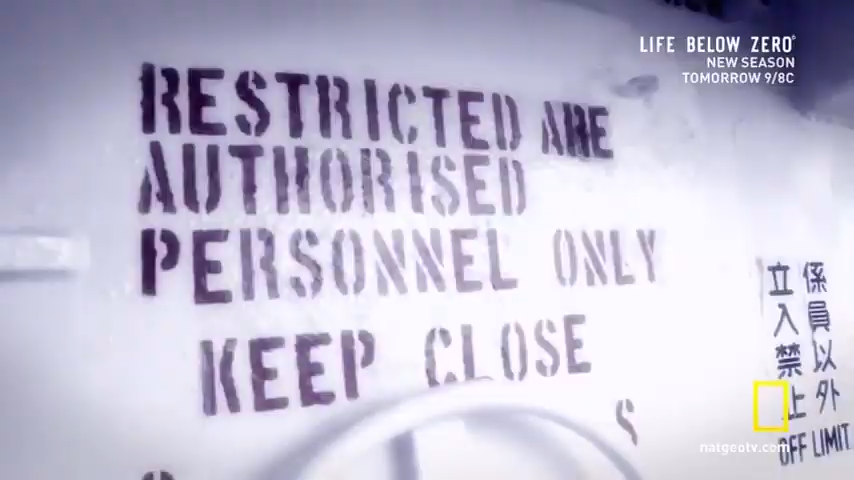 LIFE BELOW ZERO
NEW SEASON
TOMORROW 9/8C
RESTRICTED ARE
AUTHORISED
PERSONNEL ONLY
KEEP CLOSE
S
係員以外
立入禁止
OFF LIMIT
natgeotv.com